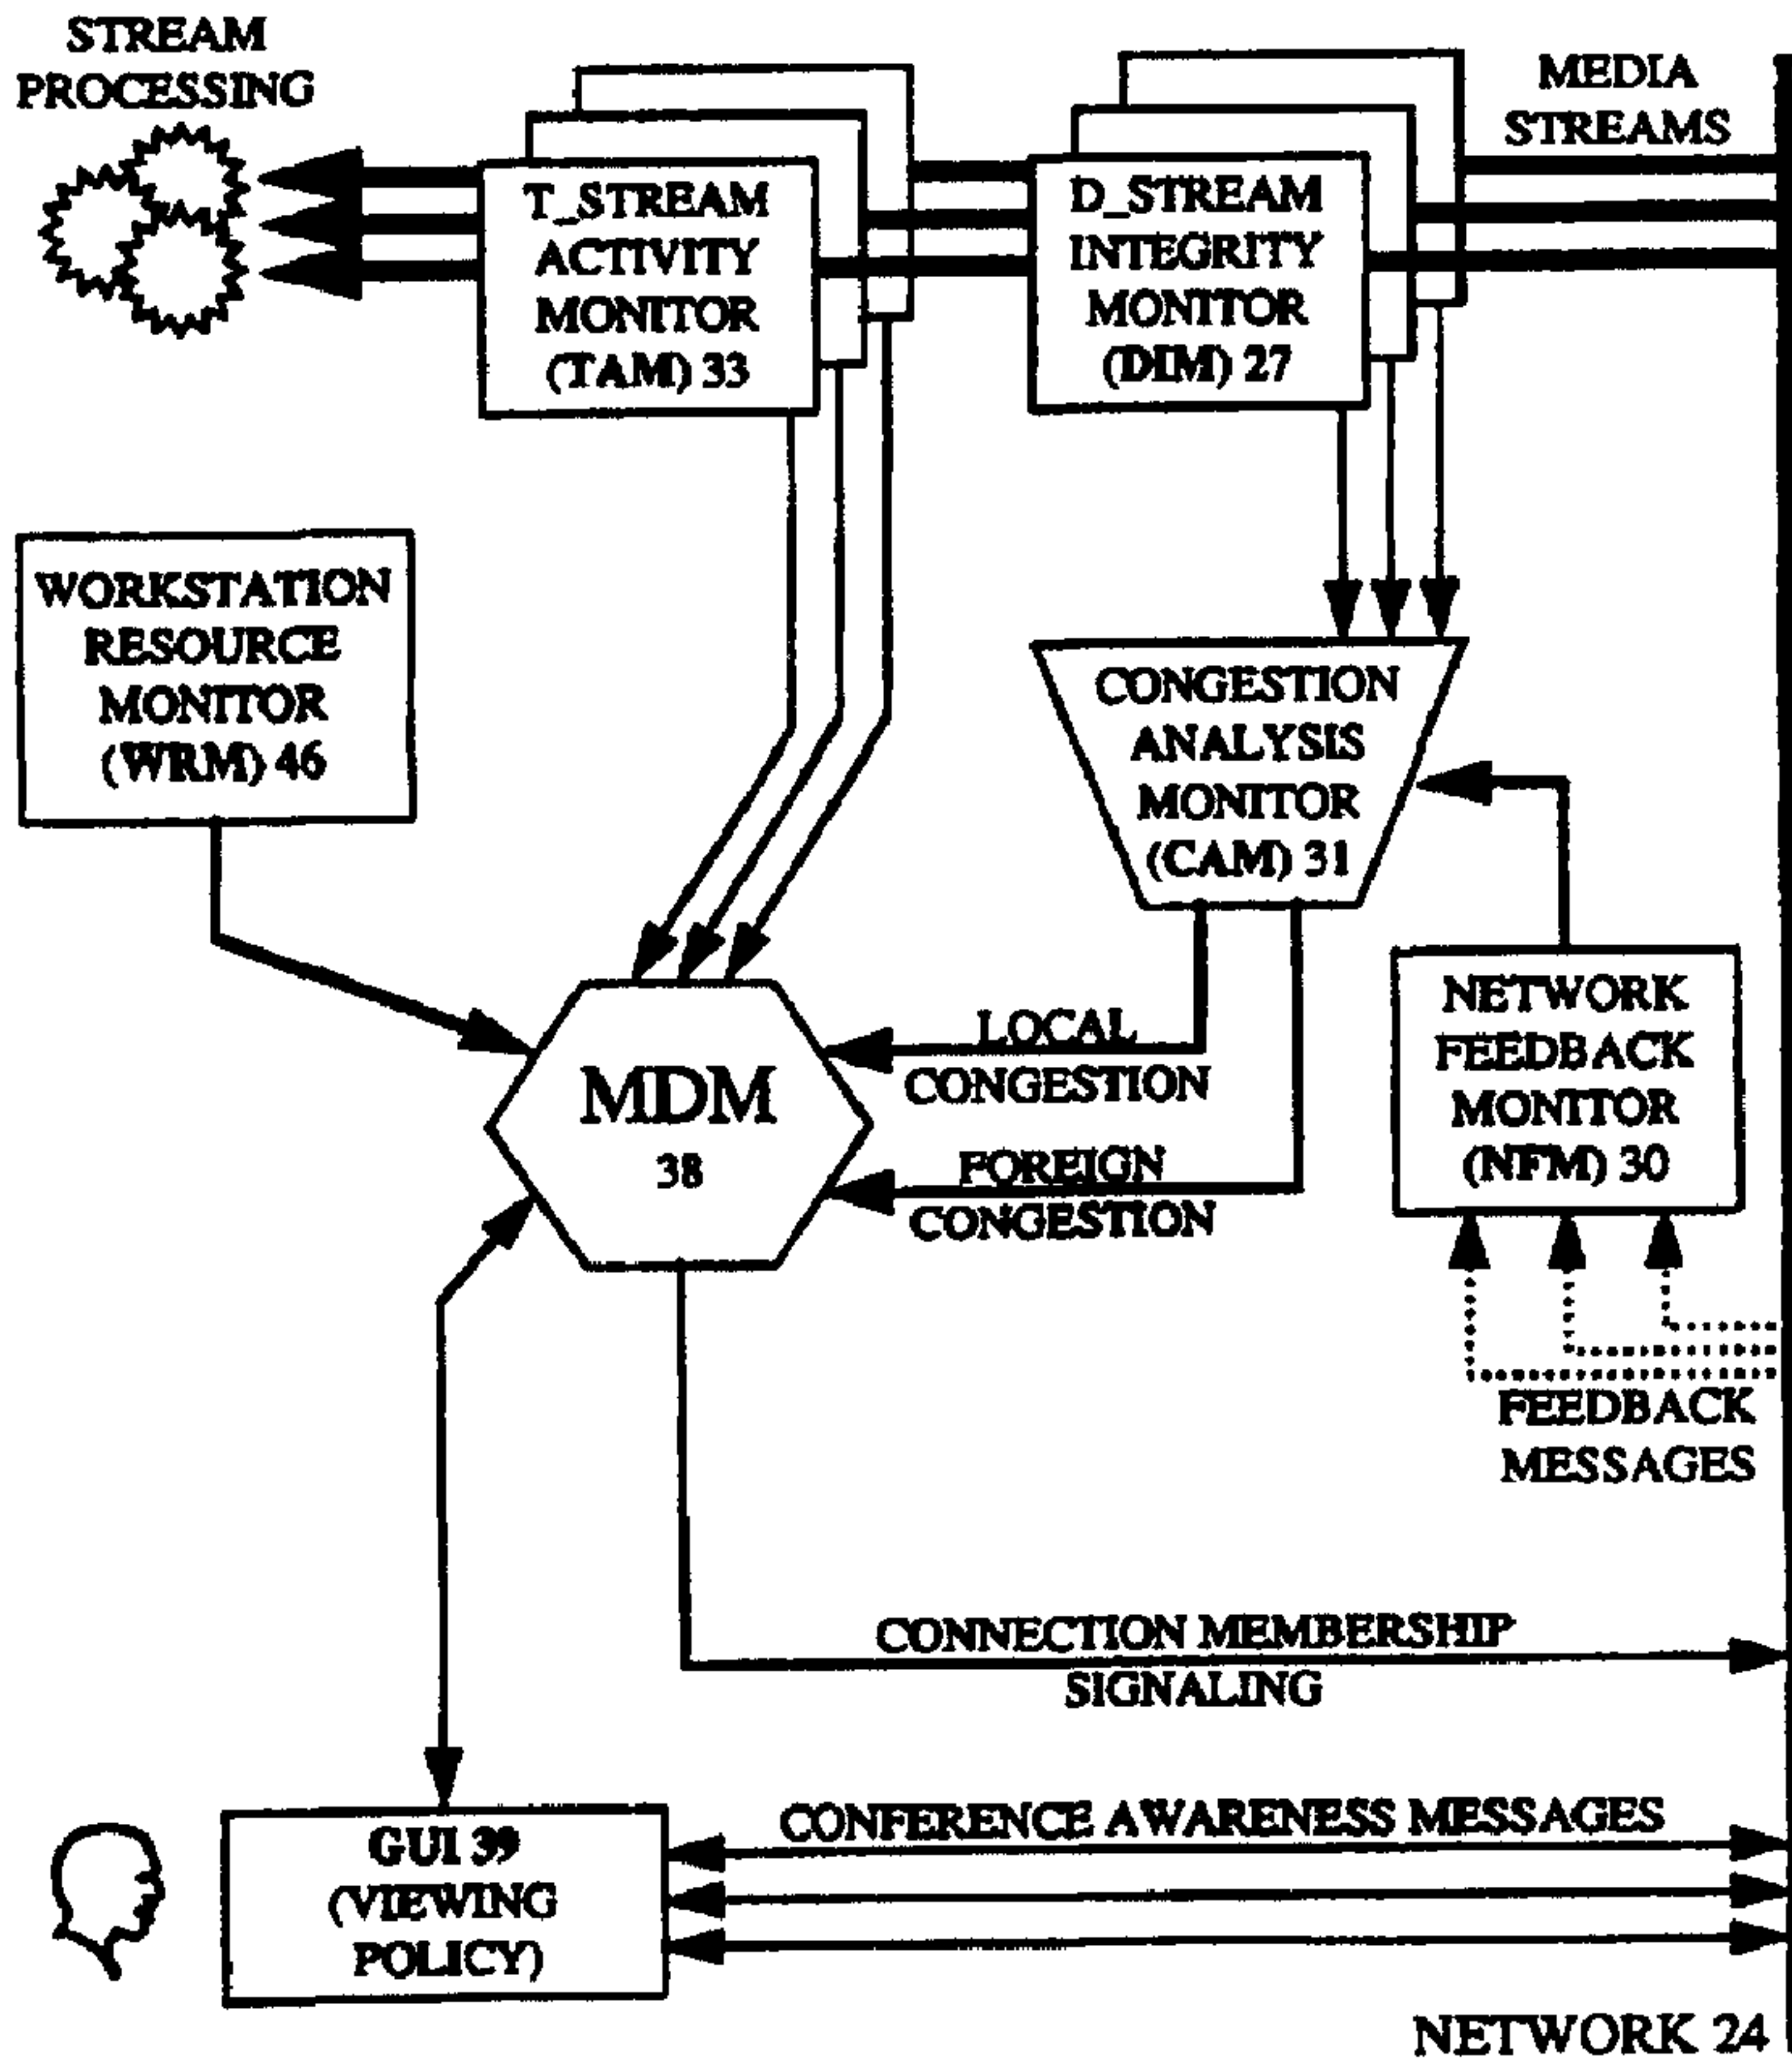 STREAM
PROCESSING
MEDIA
STREAMS
T_STREAM
ACTIVITY
MONITOR
(TAM) 33
D_STREAM
INTEGRITY
MONITOR
(DIM) 27
WORKSTATION
RESOURCE
MONITOR
(WRM) 46
CONGESTION
ANALYSIS
MONITOR
(CAM) 31
NETWORK
FEEDBACK
MONITOR
(NFM) 30
LOCAL
CONGESTION
MDM
38
FOREIGN
CONGESTION
FEEDBACK
MESSAGES
CONNECTION MEMBERSHIP
SIGNALING
CONFERENCE AWARENESS MESSAGES
GUI 39
(VIEWING
POLICY)
NETWORK 24